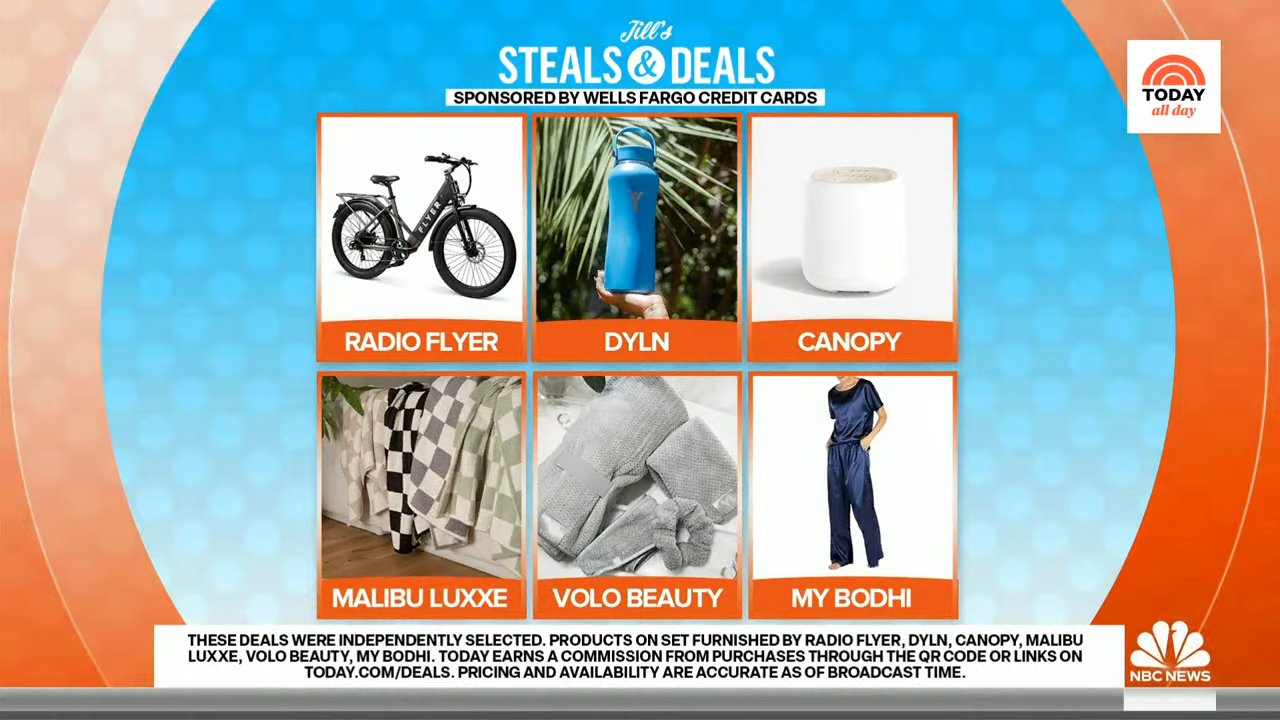 Jill's
STEALS & DEALS
SPONSORED BY WELLS FARGO CREDIT CARDS
TODAY
all day
FLYER
RADIO FLYER
DYLN
CANOPY
MALIBU LUXXE
VOLO BEAUTY
MY BODHI
THESE DEALS WERE INDEPENDENTLY SELECTED. PRODUCTS ON SET FURNISHED BY RADIO FLYER, DYLN, CANOPY, MALIBU
LUXXE, VOLO BEAUTY, MY BODHI. TODAY EARNS A COMMISSION FROM PURCHASES THROUGH THE QR CODE OR LINKS ON
TODAY.COM/DEALS. PRICING AND AVAILABILITY ARE ACCURATE AS OF BROADCAST TIME.
NBC NEWS